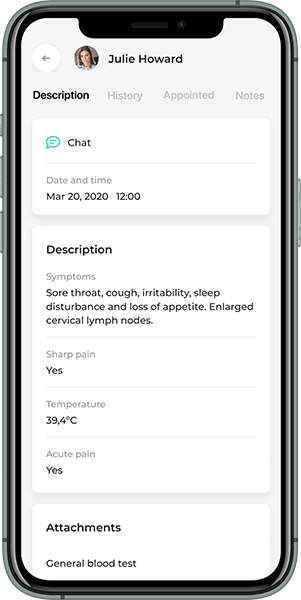 Julie Howard
Description History Appointed Notes
Chat
Date and time
Mar 20, 2020 12:00
Description
Symptoms
Sore throat, cough, irritability, sleep
disturbance and loss of appetite. Enlarged
cervical lymph nodes.
Sharp pain
Yes
Temperature
39,4ºC
Acute pain
Yes
Attachments
General blood test